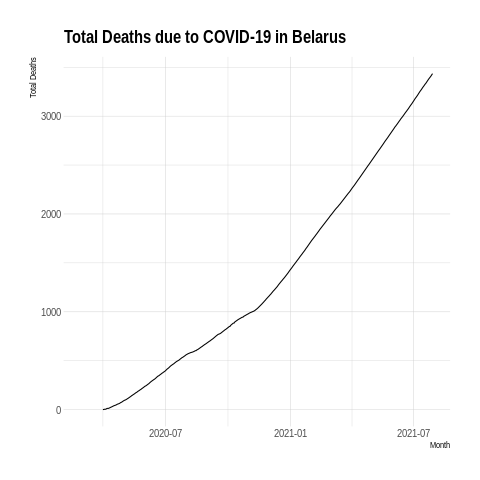 Total Deaths due to COVID-19 in Belarus
Total Deaths
3000
2000
1000
0
2020-07
2021-01
2021-07
Month